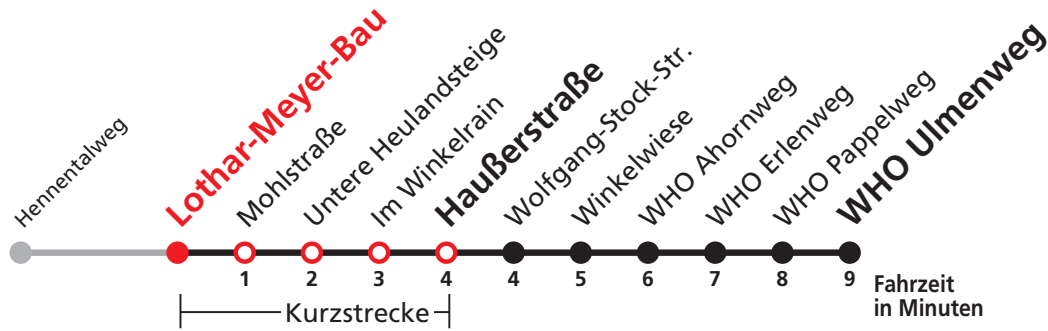 Hennentalweg
Lothar-Meyer-Bau
Mohlstraße
Untere Heulandsteige
Im Winkelrain
Haußerstraße
Wolfgang-Stock-Str.
Winkelwiese
WHO Ahornweg
WHO Erlenweg
WHO Pappelweg
WHO Ulmenweg
1 2 3 4 4 5 6 7 8 9
Fahrzeit
in Minuten
Kurzstrecke